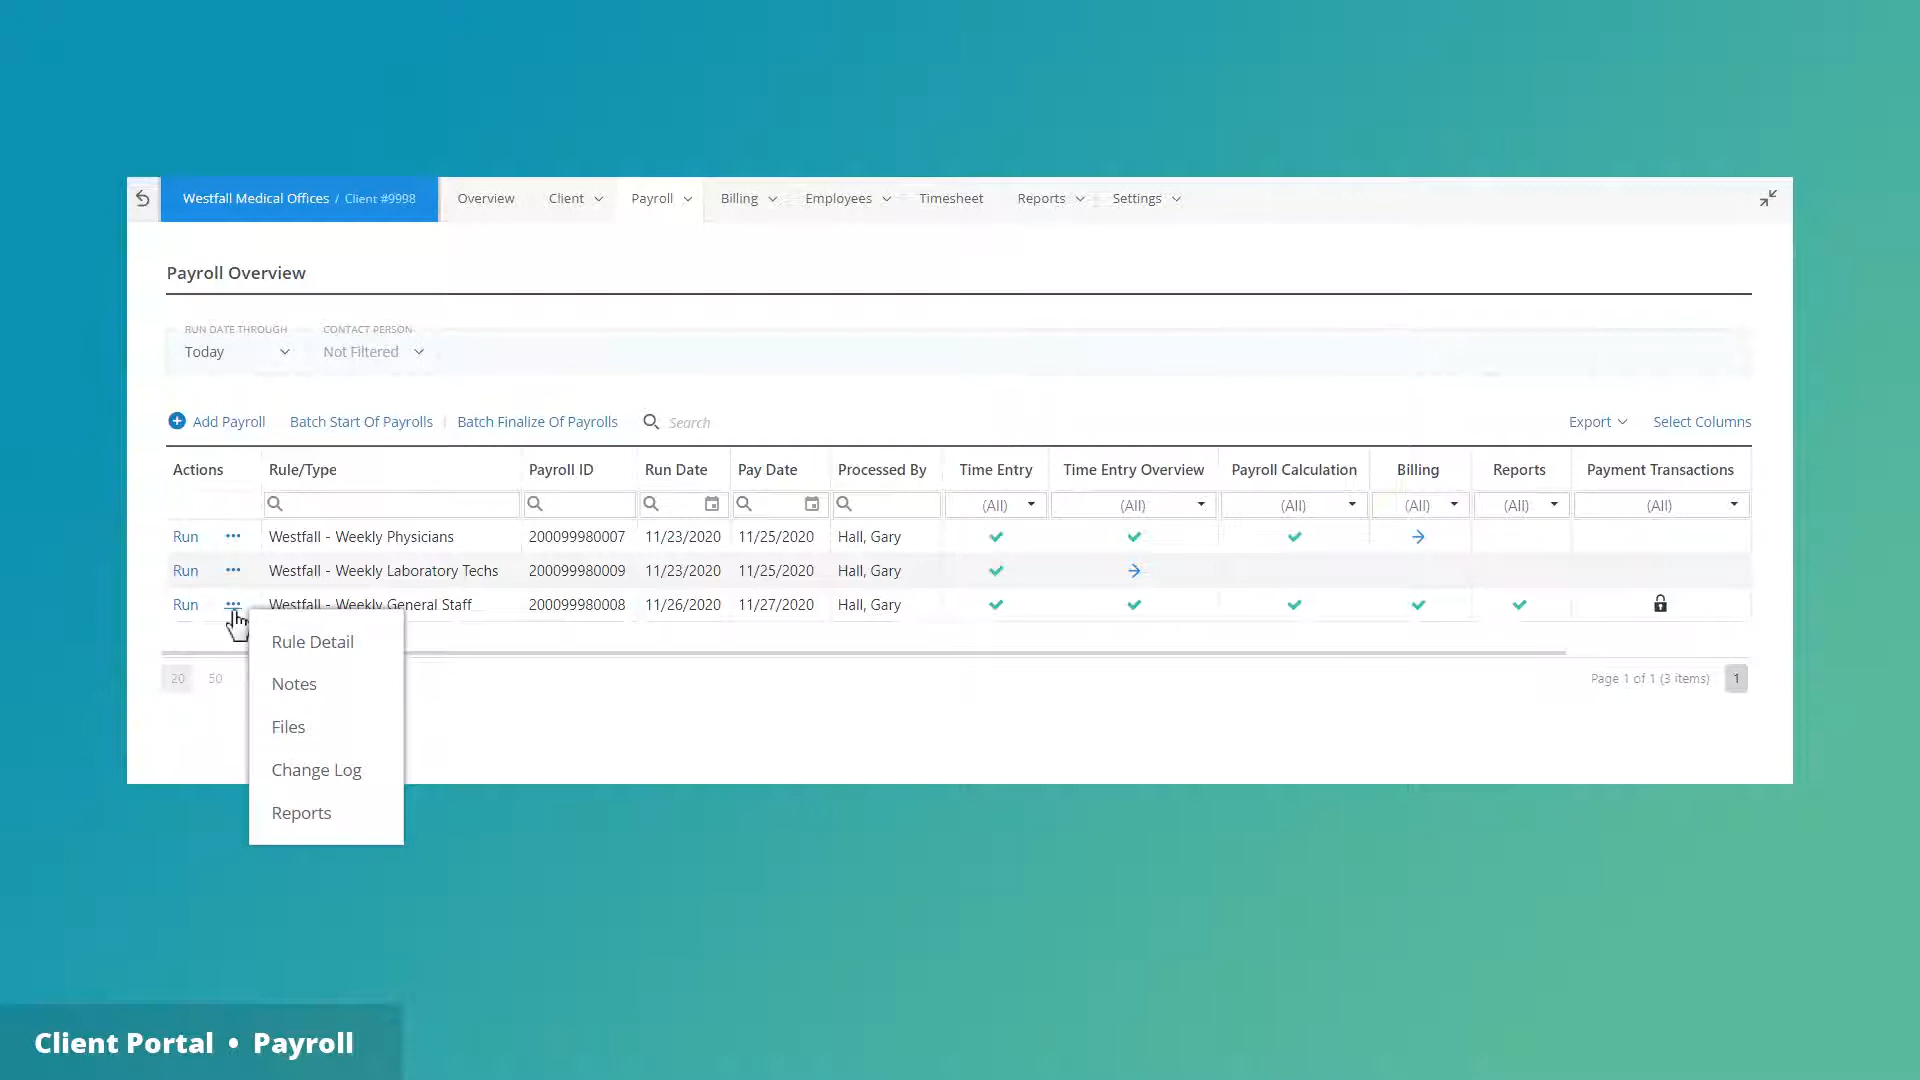 Westfall Medical Offices / Client #9998 Overview Client Payroll Billing Employees Timesheet Reports Settings
Payroll Overview
RUN DATE THROUGH CONTACT PERSON
Today Not Filtered
Add Payroll Batch Start Of Payrolls Batch Finalize Of Payrolls Search Export Select Columns
Actions Rule/Type Payroll ID Run Date Pay Date Processed By Time Entry Time Entry Overview Payroll Calculation Billing Reports Payment Transactions
(All) (All) (All) (All) (All) (All)
Run ••• Westfall - Weekly Physicians 200099980007 11/23/2020 11/25/2020 Hall, Gary
Run ••• Westfall - Weekly Laboratory Techs 200099980009 11/23/2020 11/25/2020 Hall, Gary
Run ••• Westfall - Weekly General Staff 200099980008 11/26/2020 11/27/2020 Hall, Gary
Rule Detail
20 50 Page 1 of 1 (3 items) 1
Notes
Files
Change Log
Reports
Client Portal • Payroll